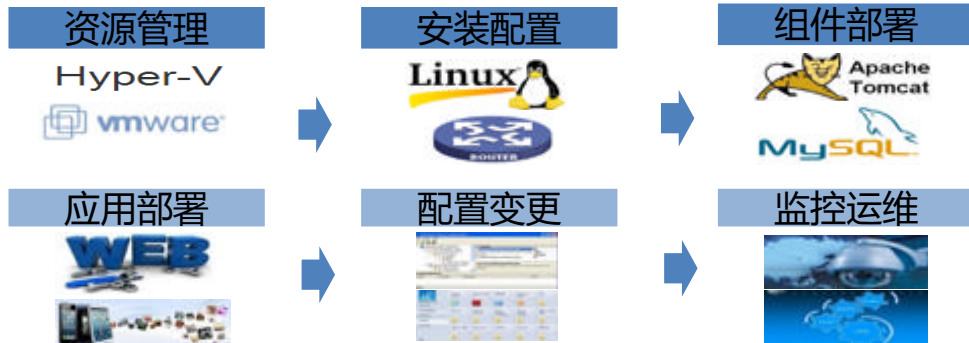 资源管理
安装配置
组件部署
Hyper-V
vmware
Linux
ROUTER
Apache
Tomcat
MySQL
应用部署
配置变更
监控运维
WEB